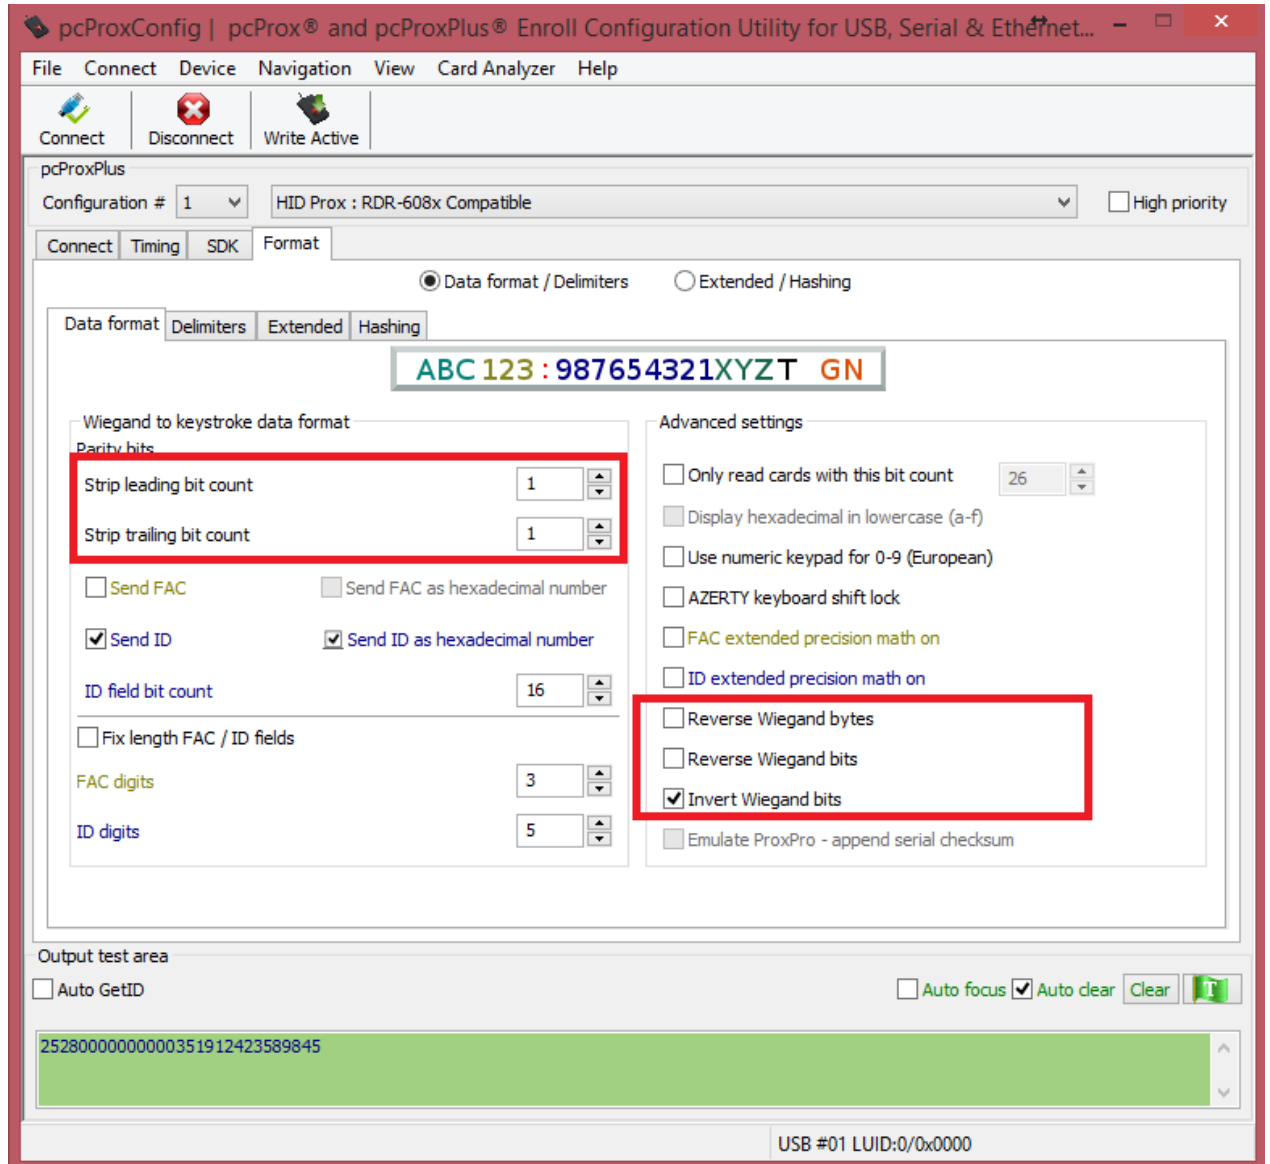 pcProxConfig | pcProx® and pcProxPlus® Enroll Configuration Utility for USB, Serial & Ethernet...
File Connect Device Navigation View Card Analyzer Help
Connect Disconnect Write Active
pcProxPlus
Configuration # 1 HID Prox : RDR-608x Compatible High priority
Connect Timing SDK Format
Data format / Delimiters Extended / Hashing
Data format Delimiters Extended Hashing
ABC 123 : 987654321XYZT GN
Wiegand to keystroke data format
Parity bits
Strip leading bit count 1
Strip trailing bit count 1
Send FAC Send FAC as hexadecimal number
Send ID Send ID as hexadecimal number
ID field bit count 16
Fix length FAC / ID fields
FAC digits 3
ID digits 5
Advanced settings
Only read cards with this bit count 26
Display hexadecimal in lowercase (a-f)
Use numeric keypad for 0-9 (European)
AZERTY keyboard shift lock
FAC extended precision math on
ID extended precision math on
Reverse Wiegand bytes
Reverse Wiegand bits
Invert Wiegand bits
Emulate ProxPro - append serial checksum
Output test area
Auto GetID Auto focus Auto clear Clear T
2528000000000351912423589845
USB #01 LUID:0/0x0000